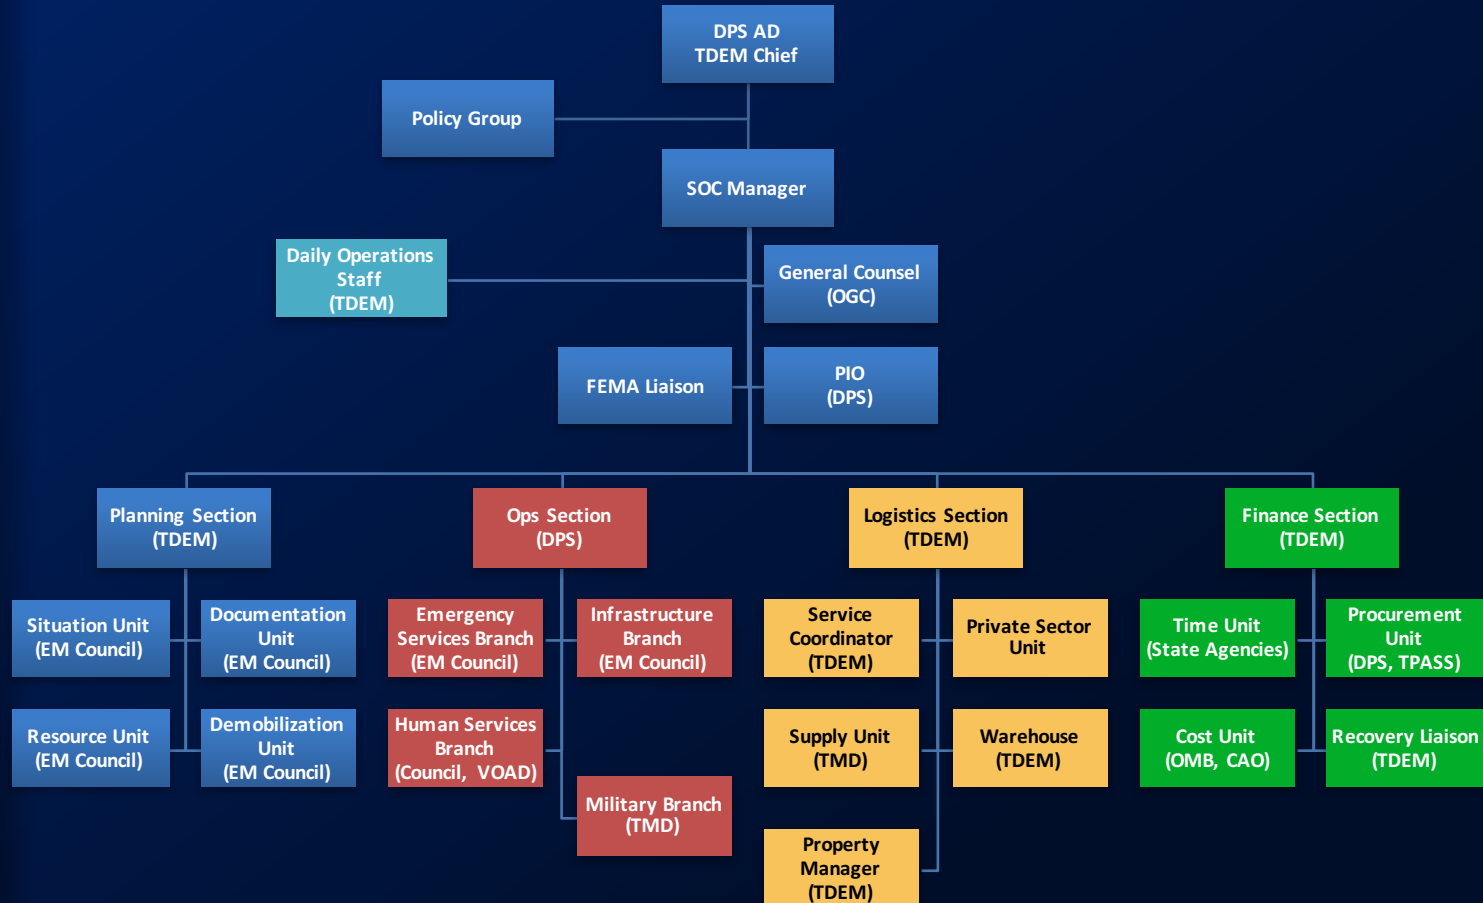 DPS AD
TDEM Chief
Policy Group
SOC Manager
Daily Operations
Staff
(TDEM)
General Counsel
(OGC)
FEMA Liaison
PIO
(DPS)
Planning Section
(TDEM)
Ops Section
(DPS)
Logistics Section
(TDEM)
Finance Section
(TDEM)
Situation Unit
(EM Council)
Documentation
Unit
(EM Council)
Emergency
Services Branch
(EM Council)
Infrastructure
Branch
(EM Council)
Service
Coordinator
(TDEM)
Private Sector
Unit
Time Unit
(State Agencies)
Procurement
Unit
(DPS, TPASS)
Resource Unit
(EM Council)
Demobilization
Unit
(EM Council)
Human Services
Branch
(Council, VOAD)
Military Branch
(TMD)
Supply Unit
(TMD)
Warehouse
(TDEM)
Cost Unit
(OMB, CAO)
Recovery Liaison
(TDEM)
Property
Manager
(TDEM)